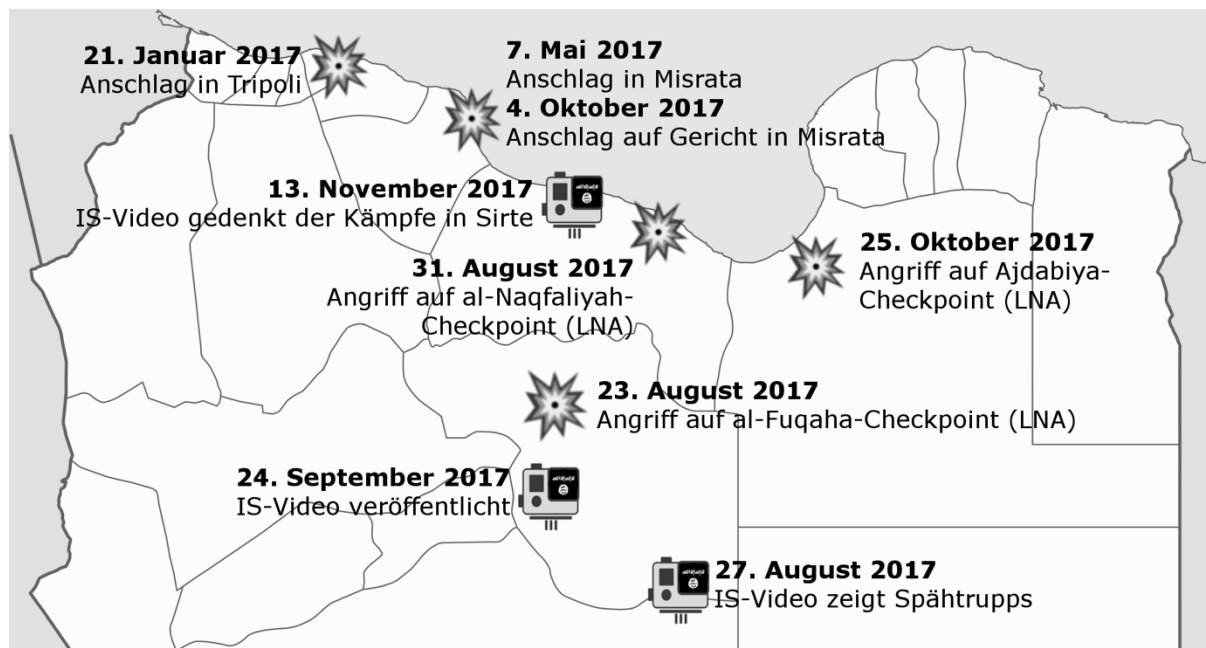 21. Januar 2017
Anschlag in Tripoli
7. Mai 2017
Anschlag in Misrata
4. Oktober 2017
Anschlag auf Gericht in Misrata
13. November 2017
IS-Video gedenkt der Kämpfe in Sirte
31. August 2017
Angriff auf al-Naqfaliyah-
Checkpoint (LNA)
25. Oktober 2017
Angriff auf Ajdabiya-
Checkpoint (LNA)
23. August 2017
Angriff auf al-Fuqaha-Checkpoint (LNA)
24. September 2017
IS-Video veröffentlicht
27. August 2017
IS-Video zeigt Spähtrupps